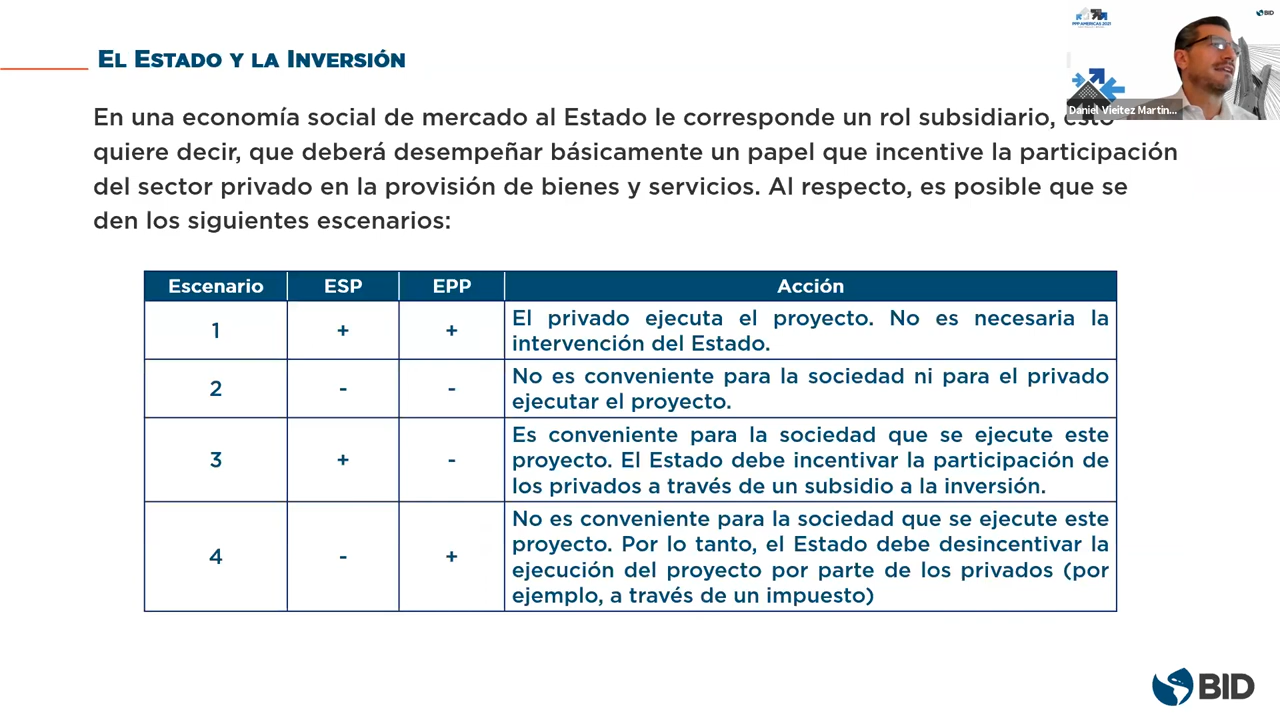 EL ESTADO Y LA INVERSIÓN
PPP AMERICAS 2021
BID
Daniel Vieitez Martín...
En una economía social de mercado al Estado le corresponde un rol subsidiario, esto
quiere decir, que deberá desempeñar básicamente un papel que incentive la participación
del sector privado en la provisión de bienes y servicios. Al respecto, es posible que se
den los siguientes escenarios:
Escenario ESP EPP Acción
1 + + El privado ejecuta el proyecto. No es necesaria la
intervención del Estado.
2 - - No es conveniente para la sociedad ni para el privado
ejecutar el proyecto.
3 + - Es conveniente para la sociedad que se ejecute este
proyecto. El Estado debe incentivar la participación de
los privados a través de un subsidio a la inversión.
4 - + No es conveniente para la sociedad que se ejecute este
proyecto. Por lo tanto, el Estado debe desincentivar la
ejecución del proyecto por parte de los privados (por
ejemplo, a través de un impuesto)
BID